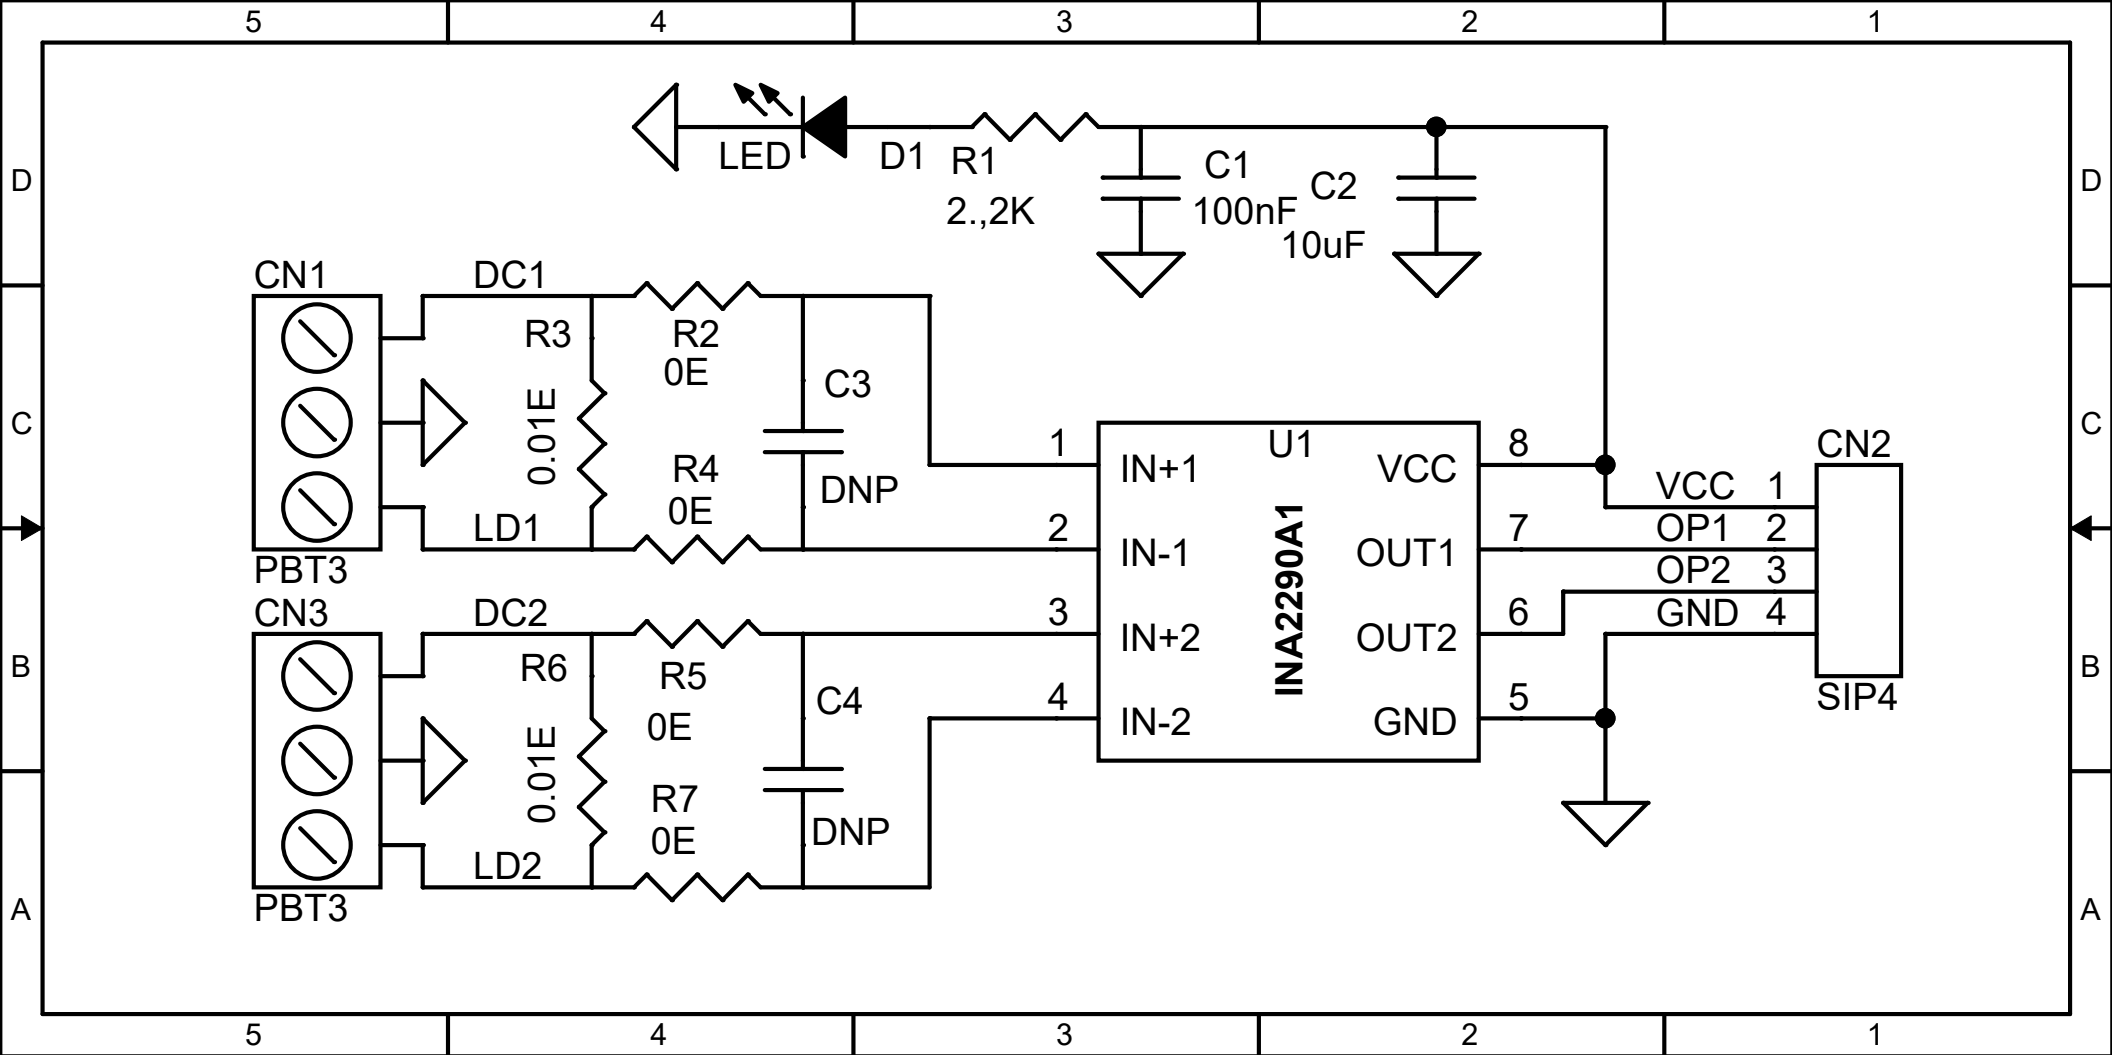 5 4 3 2 1
D D
LED D1 R1 C1 C2
2.,2K 100nF 10uF
CN1 DC1
R3 R2
0E
0.01E
C3
C C
R4
0E
DNP
LD1
PBT3
1 IN+1 U1 VCC 8
2 IN-1 OUT1 7
3 IN+2 OUT2 6
4 IN-2 GND 5
INA2290A1
CN2
VCC 1
OP1 2
OP2 3
GND 4
SIP4
CN3 DC2
B B
R6 R5
0E
C4
0.01E
R7
0E
DNP
LD2
PBT3
A A
5 4 3 2 1